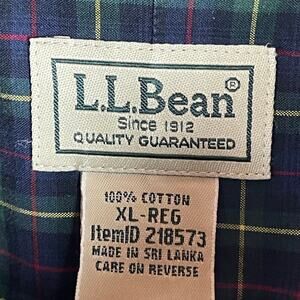 L.L.Bean®
Since 1912
QUALITY GUARANTEED
100% COTTON
XL-REG
ItemID 218573
MADE IN SRI LANKA
CARE ON REVERSE